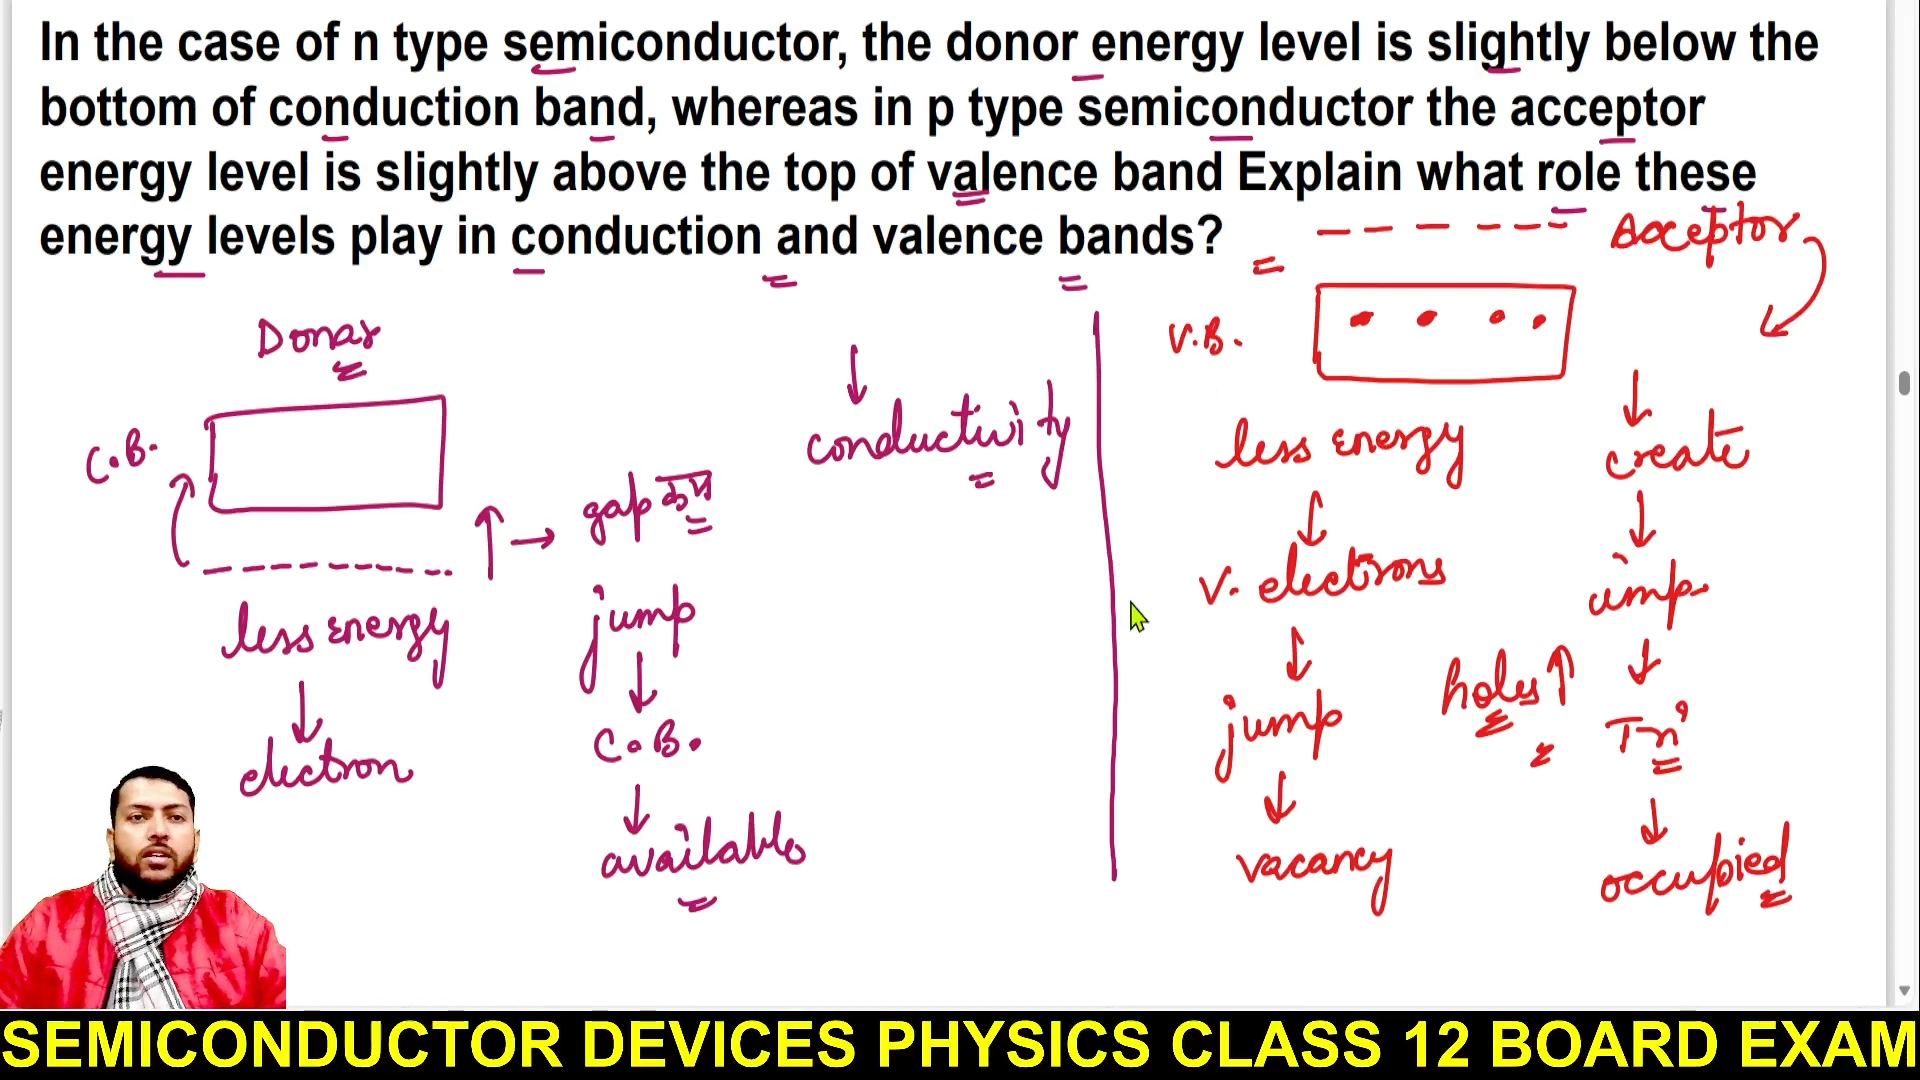 In the case of n type semiconductor, the donor energy level is slightly below the
bottom of conduction band, whereas in p type semiconductor the acceptor
energy level is slightly above the top of valence band Explain what role these
energy levels play in conduction and valence bands?
Donar
C.B.
gap कम
less energy
electron
jump
C.B.
available
conductivity
Acceptor
V.B.
less energy
V. electrons
jump
vacancy
holes
create
imp.
occupied
SEMICONDUCTOR DEVICES PHYSICS CLASS 12 BOARD EXAM